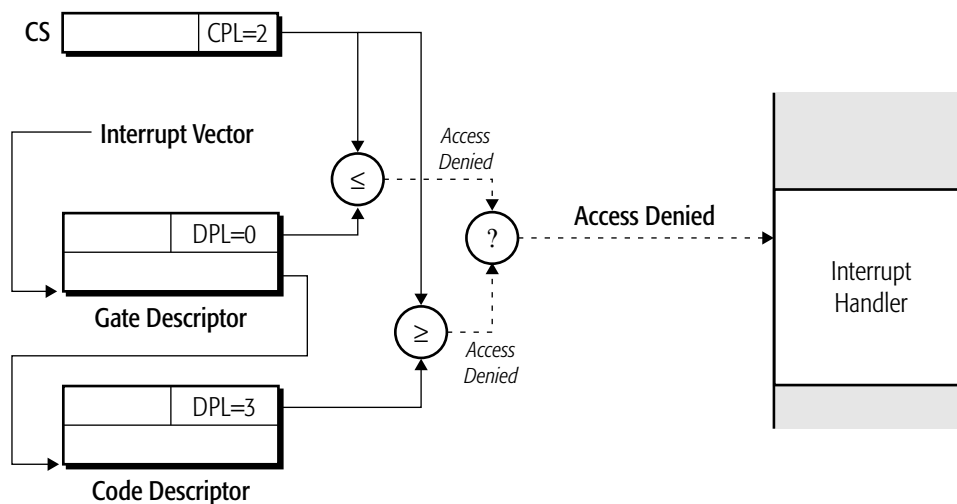 CS
CPL=2
Interrupt Vector
Access
Denied
≤
DPL=0
?
Access Denied
Interrupt
Handler
Gate Descriptor
≥
Access
Denied
DPL=3
Code Descriptor